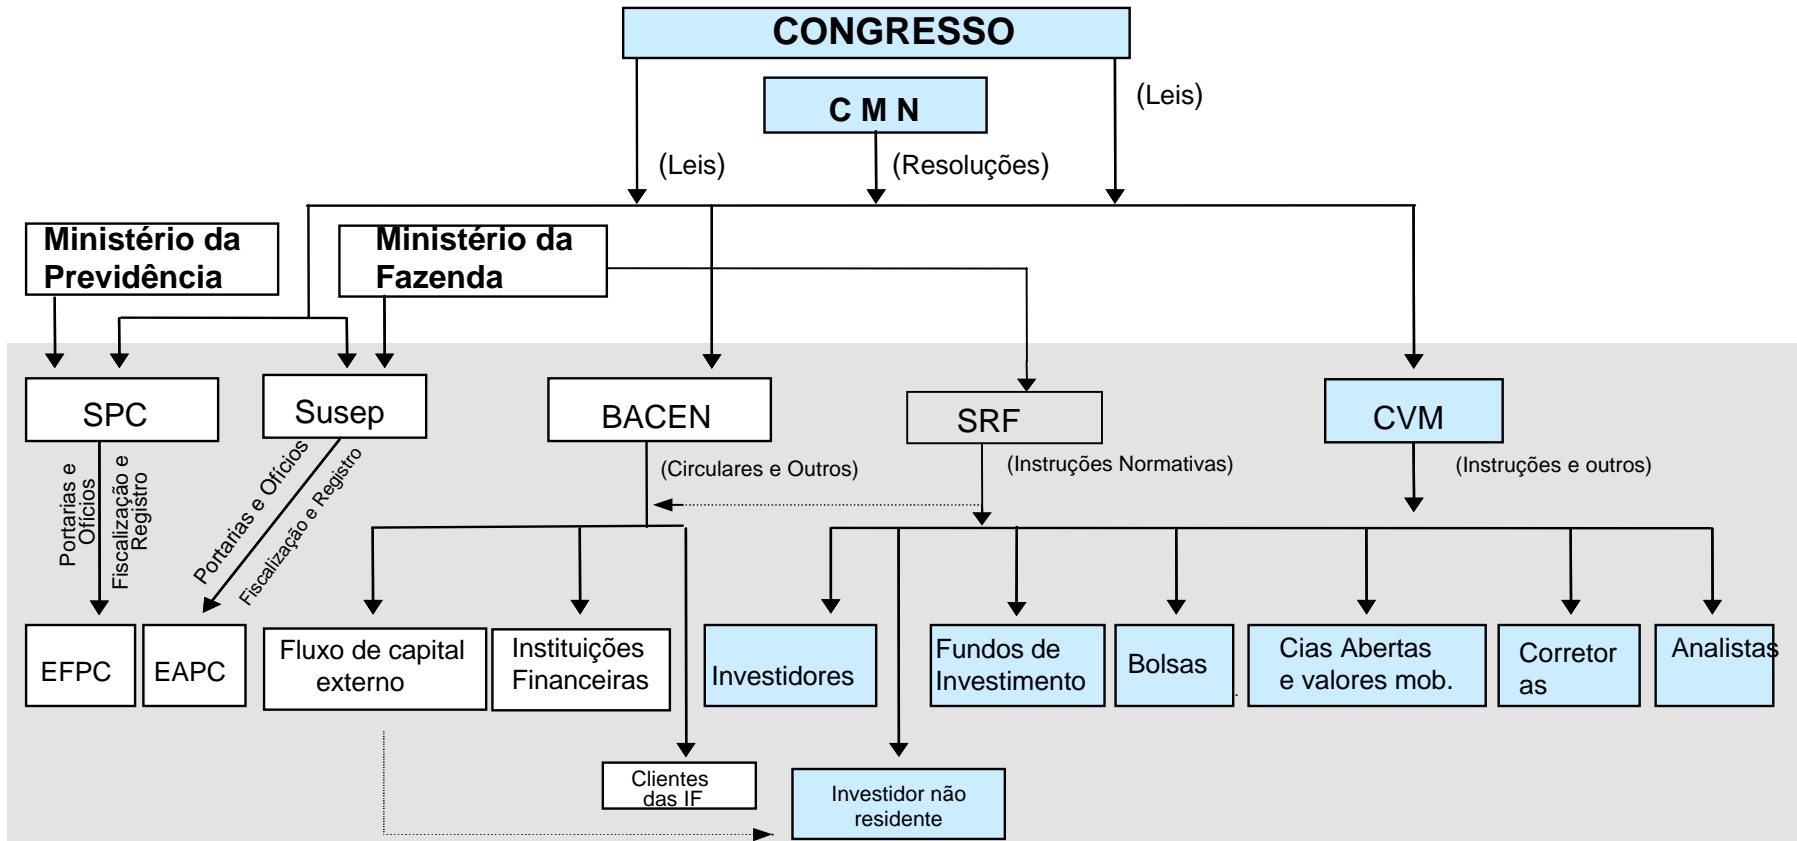 CONGRESSO
C M N
(Leis)
(Leis)
(Resoluções)
Ministério da
Previdência
Ministério da
Fazenda
SPC
Susep
BACEN
SRF
CVM
(Circulares e Outros)
(Instruções Normativas)
(Instruções e outros)
Portarias e
Ofícios
Fiscalização e
Registro
Portarias e Ofícios
Fiscalização e Registro
EFPC
EAPC
Fluxo de capital
externo
Instituições
Financeiras
Investidores
Fundos de
Investimento
Bolsas
.
Cias Abertas
e valores mob.
Corretor
as
Analistas
Clientes
das IF
Investidor não
residente